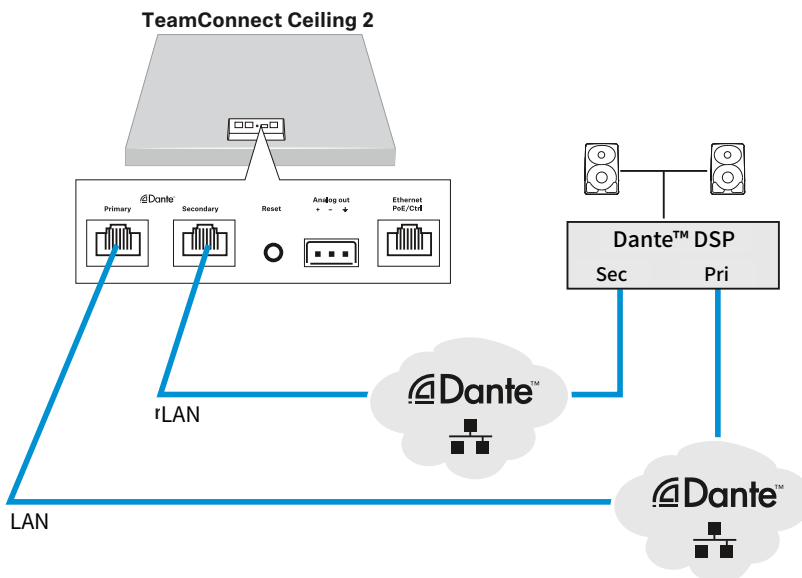 TeamConnect Ceiling 2
Dante™
Primary
Secondary
Reset
Analog out
+ - ⏚
Ethernet
PoE/Ctrl
Dante™ DSP
Sec Pri
Dante™
rLAN
Dante™
LAN